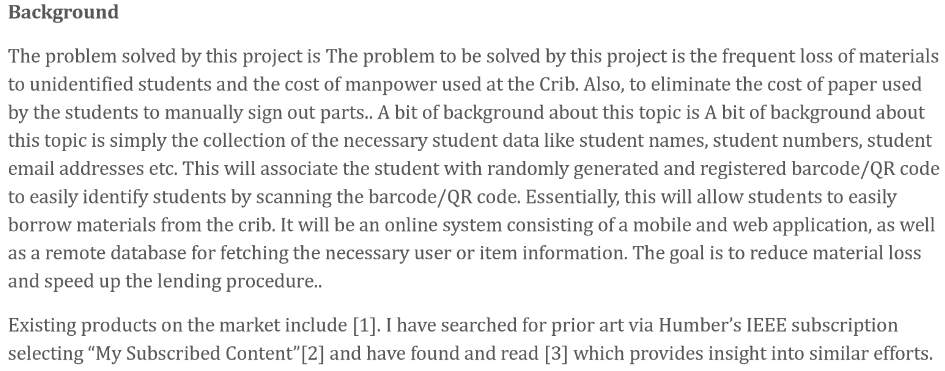 Background
The problem solved by this project is The problem to be solved by this project is the frequent loss of materials
to unidentified students and the cost of manpower used at the Crib. Also, to eliminate the cost of paper used
by the students to manually sign out parts.. A bit of background about this topic is A bit of background about
this topic is simply the collection of the necessary student data like student names, student numbers, student
email addresses etc. This will associate the student with randomly generated and registered barcode/QR code
to easily identify students by scanning the barcode/QR code. Essentially, this will allow students to easily
borrow materials from the crib. It will be an online system consisting of a mobile and web application, as well
as a remote database for fetching the necessary user or item information. The goal is to reduce material loss
and speed up the lending procedure..
Existing products on the market include [1]. I have searched for prior art via Humber’s IEEE subscription
selecting “My Subscribed Content”[2] and have found and read [3] which provides insight into similar efforts.